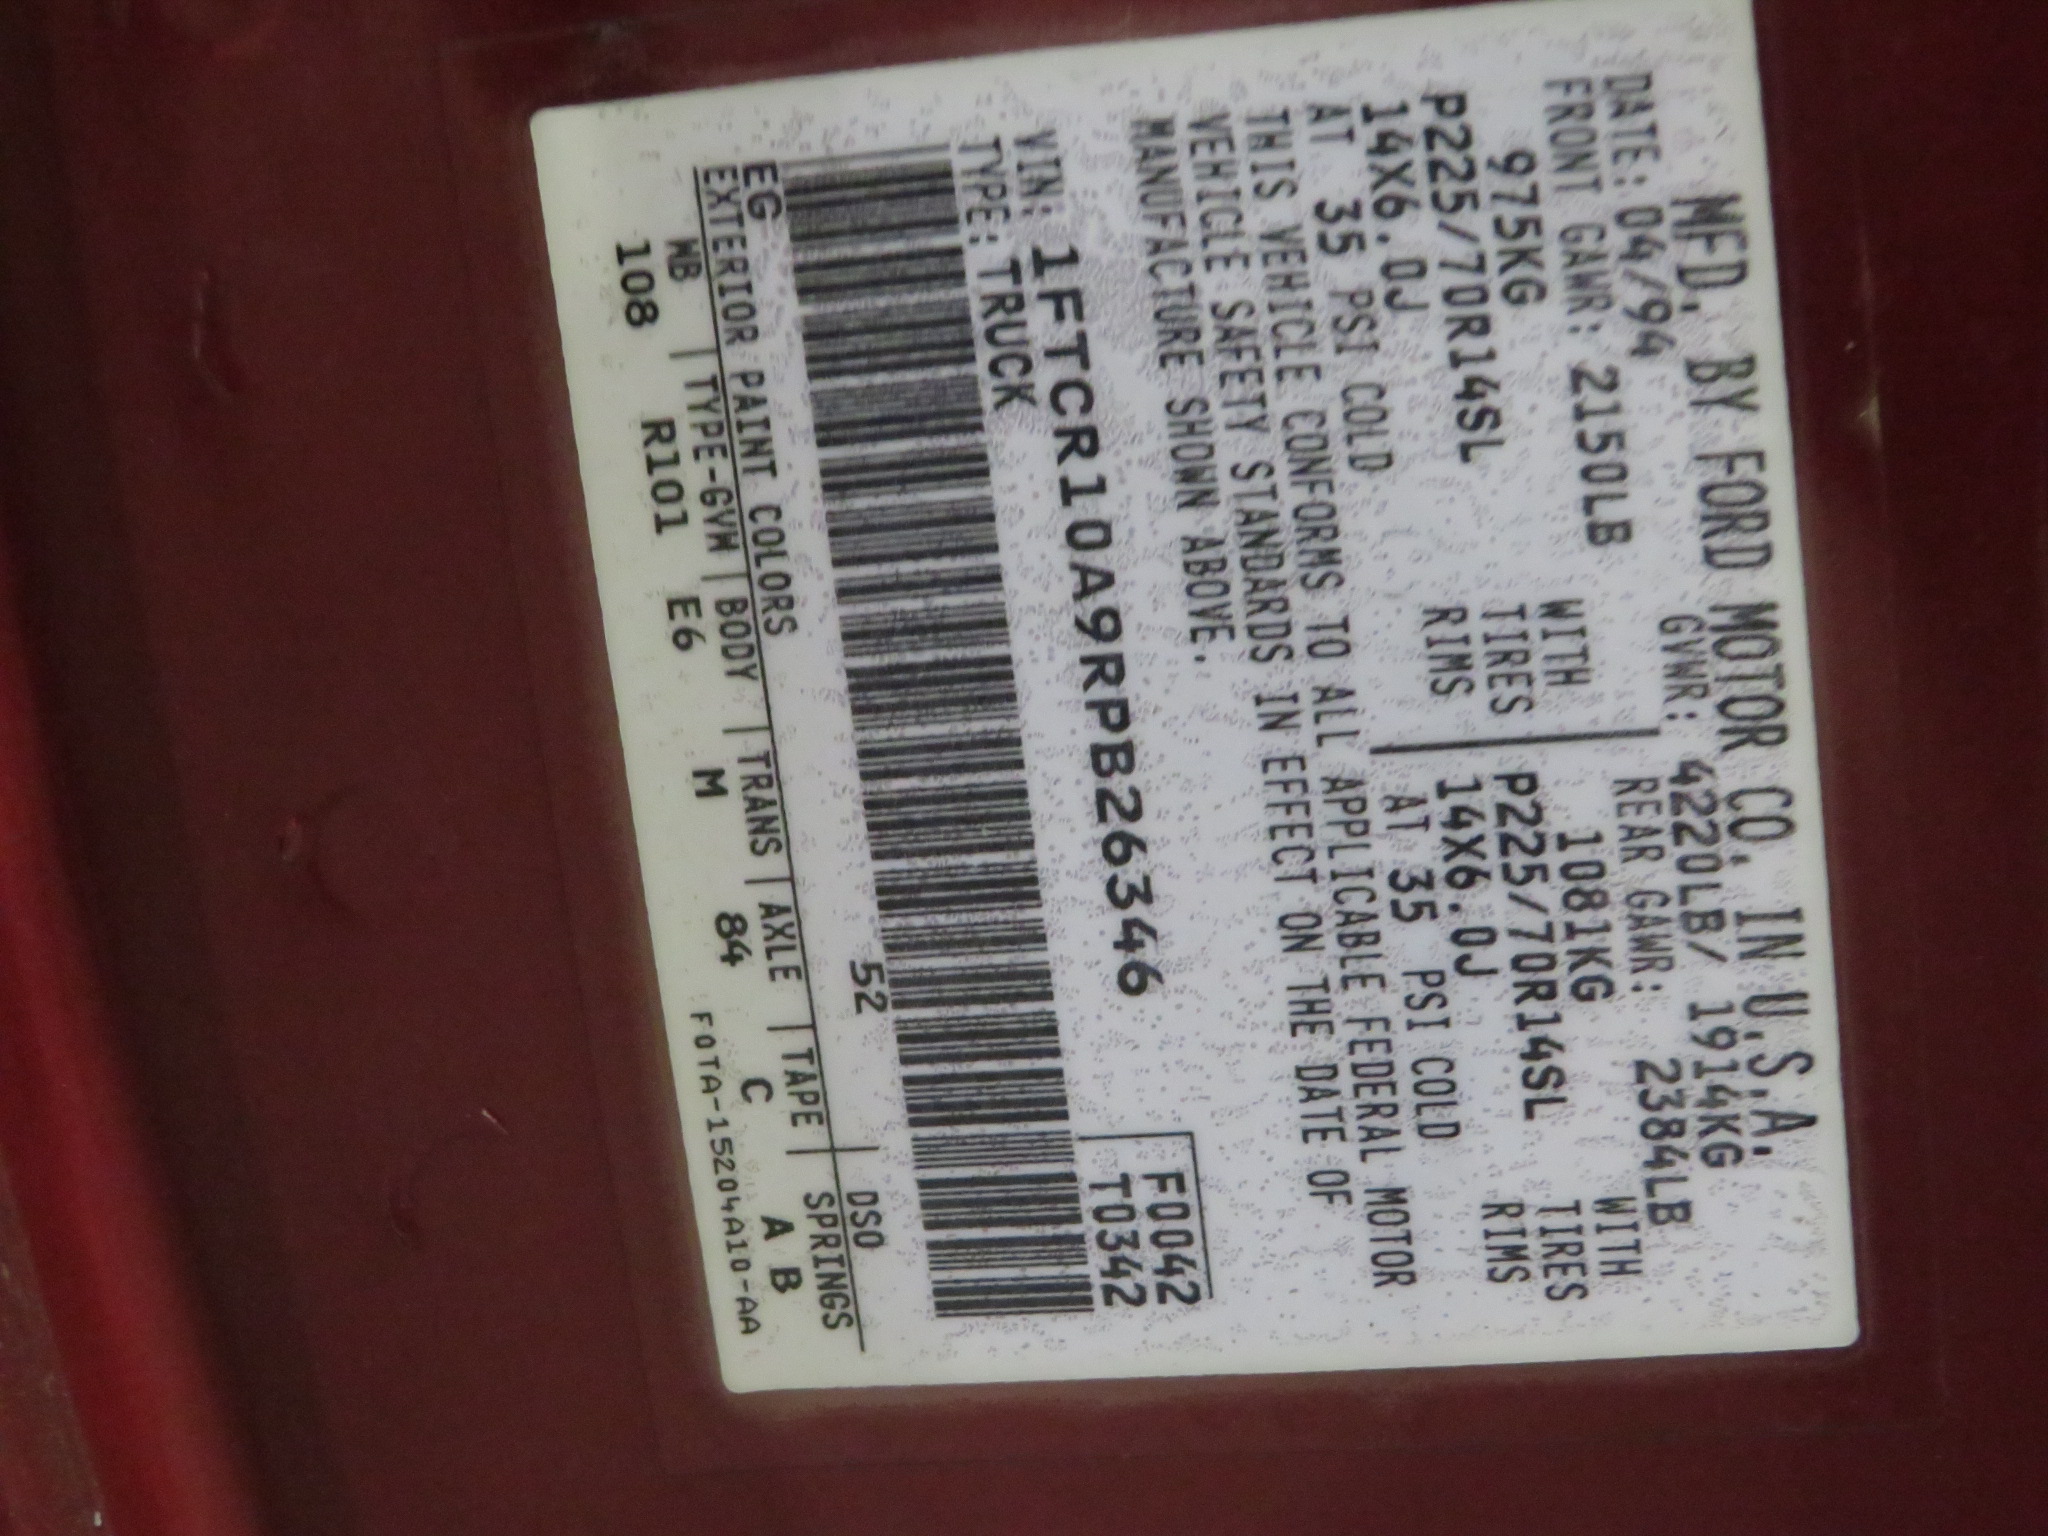 MFD. BY FORD MOTOR CO. IN U.S.A.
DATE: 04/94 GVWR: 4220LB/ 1914KG
FRONT GAWR: 2150LB REAR GAWR: 2384LB
975KG WITH 1081KG WITH
P225/70R14SL TIRES P225/70R14SL TIRES
14X6.0J RIMS 14X6.0J RIMS
AT 35 PSI COLD AT 35 PSI COLD
THIS VEHICLE CONFORMS TO ALL APPLICABLE FEDERAL MOTOR
VEHICLE SAFETY STANDARDS IN EFFECT ON THE DATE OF
MANUFACTURE SHOWN ABOVE.
F0042
VIN: 1FTCR10A9RPB26346 T0342
TYPE: TRUCK
EG 52 DSO
EXTERIOR PAINT COLORS
WB | TYPE-GVW | BODY | TRANS | AXLE | TAPE | SPRINGS
108 R101 E6 M 84 C A B
F0TA-15204A10-AA